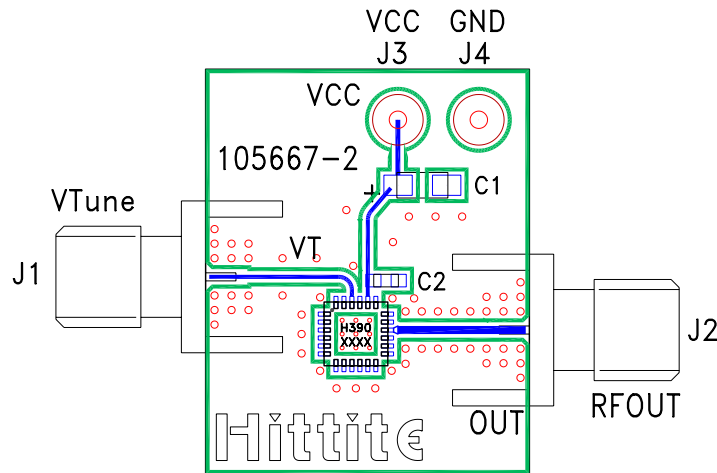 VCC GND
J3 J4
VCC
105667-2
+
C1
VTune
VT
J1
C2
H390
XXXX
J2
RFOUT
OUT
Hittite